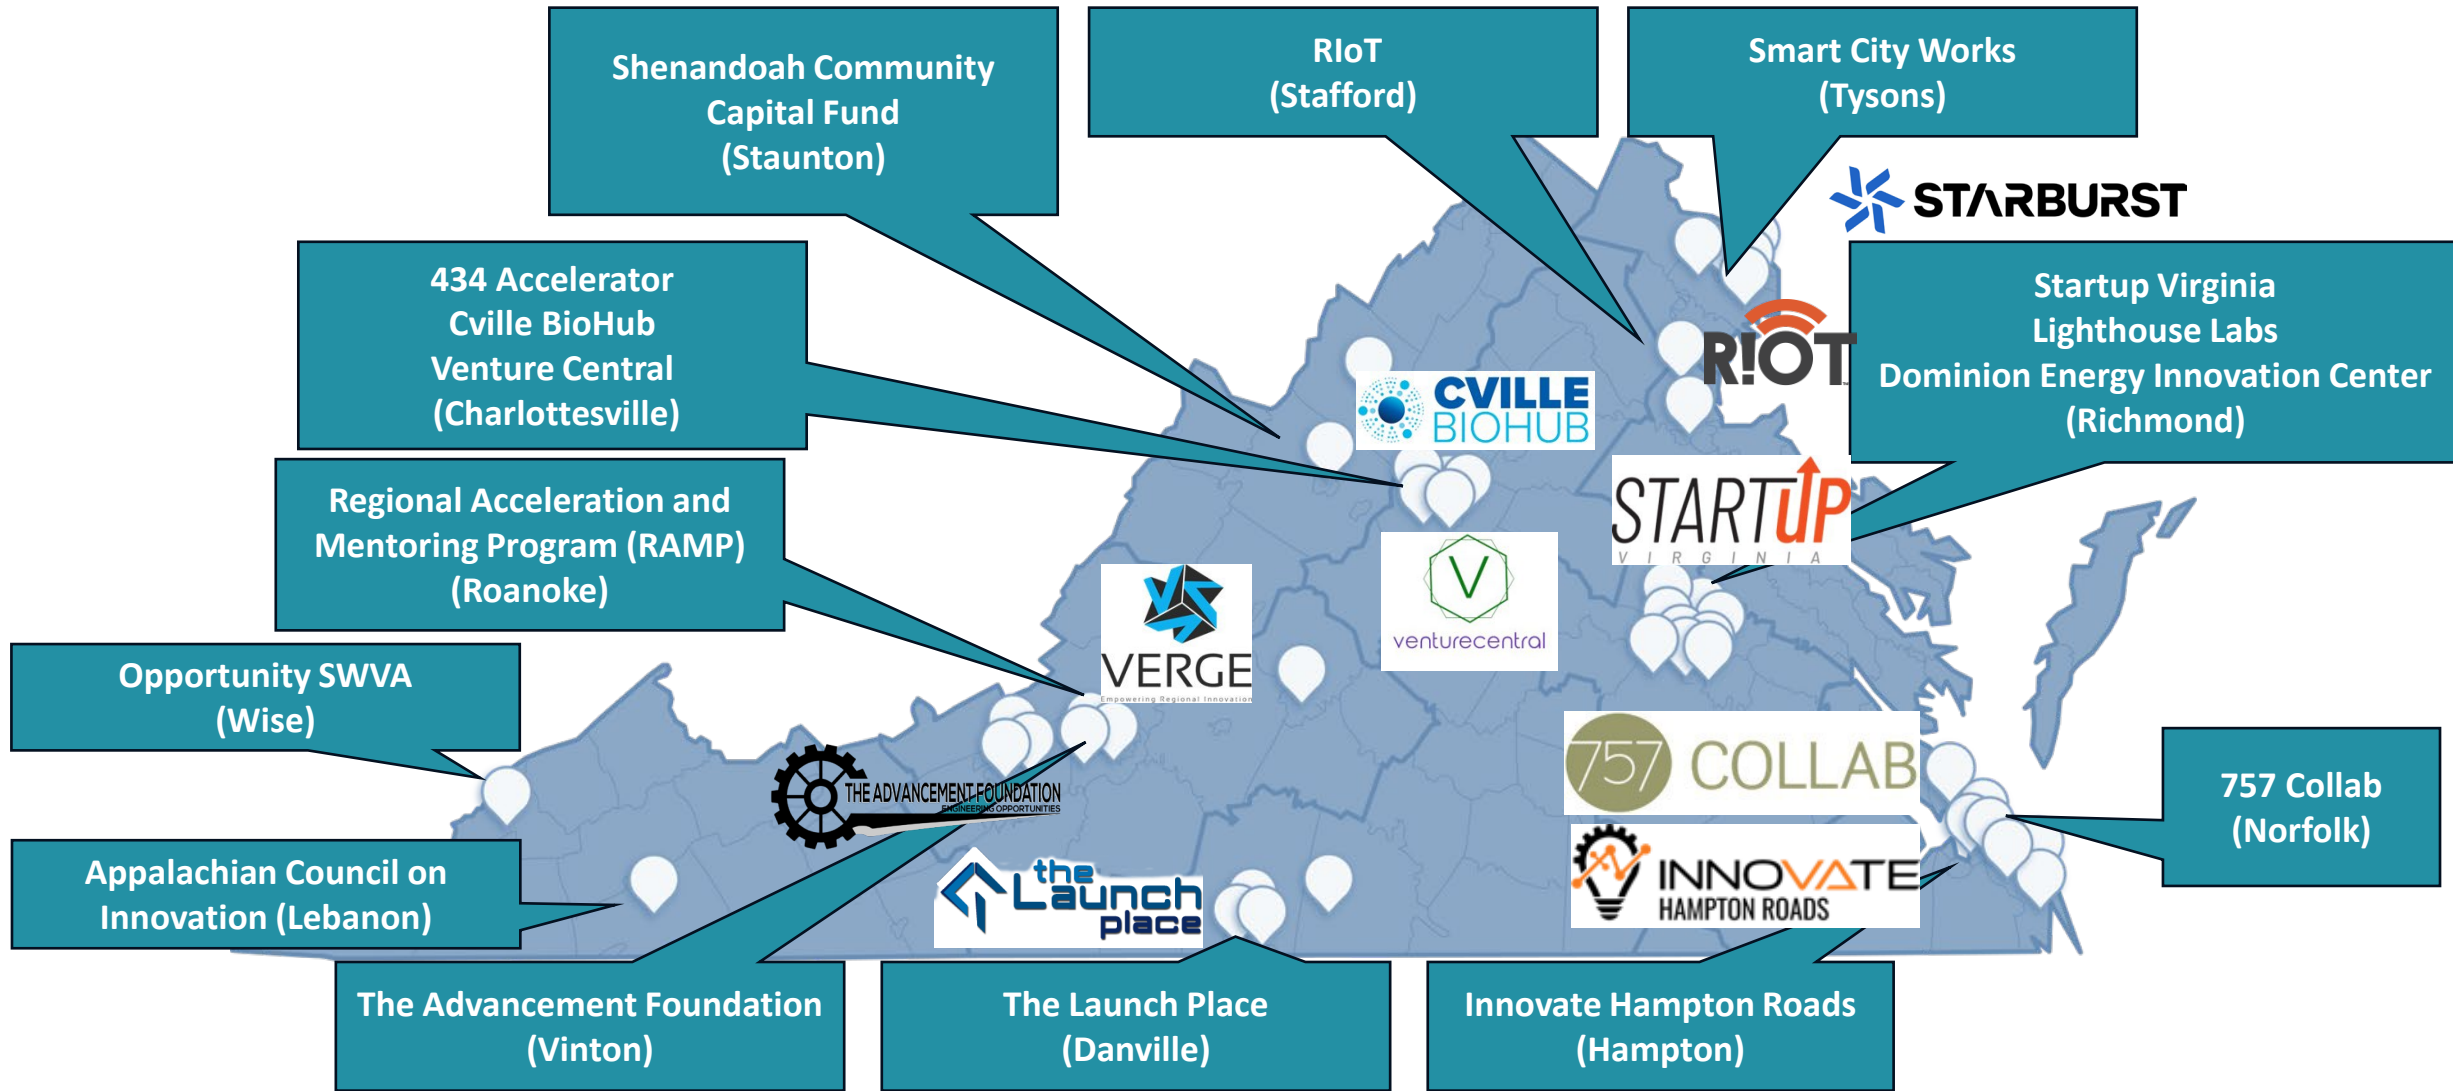 Shenandoah Community
Capital Fund
(Staunton)
RIoT
(Stafford)
Smart City Works
(Tysons)
STARBURST
434 Accelerator
Cville BioHub
Venture Central
(Charlottesville)
Startup Virginia
Lighthouse Labs
Dominion Energy Innovation Center
(Richmond)
R!OT
CVILLE
BIOHUB
Regional Acceleration and
Mentoring Program (RAMP)
(Roanoke)
STARTUP
VIRGINIA
V
venturecentral
VERGE
Empowering Regional Innovation
Opportunity SWVA
(Wise)
THE ADVANCEMENT FOUNDATION
ENGINEERING OPPORTUNITIES
757 COLLAB
757 Collab
(Norfolk)
Appalachian Council on
Innovation (Lebanon)
the
Launch
place
INNOVATE
HAMPTON ROADS
The Advancement Foundation
(Vinton)
The Launch Place
(Danville)
Innovate Hampton Roads
(Hampton)